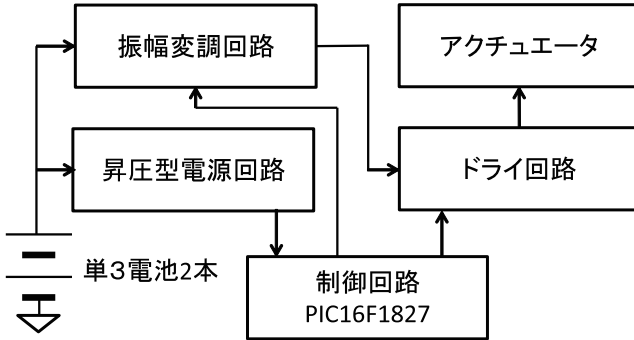 振幅変調回路
アクチュエータ
昇圧型電源回路
ドライ回路
単３電池2本
制御回路
PIC16F1827